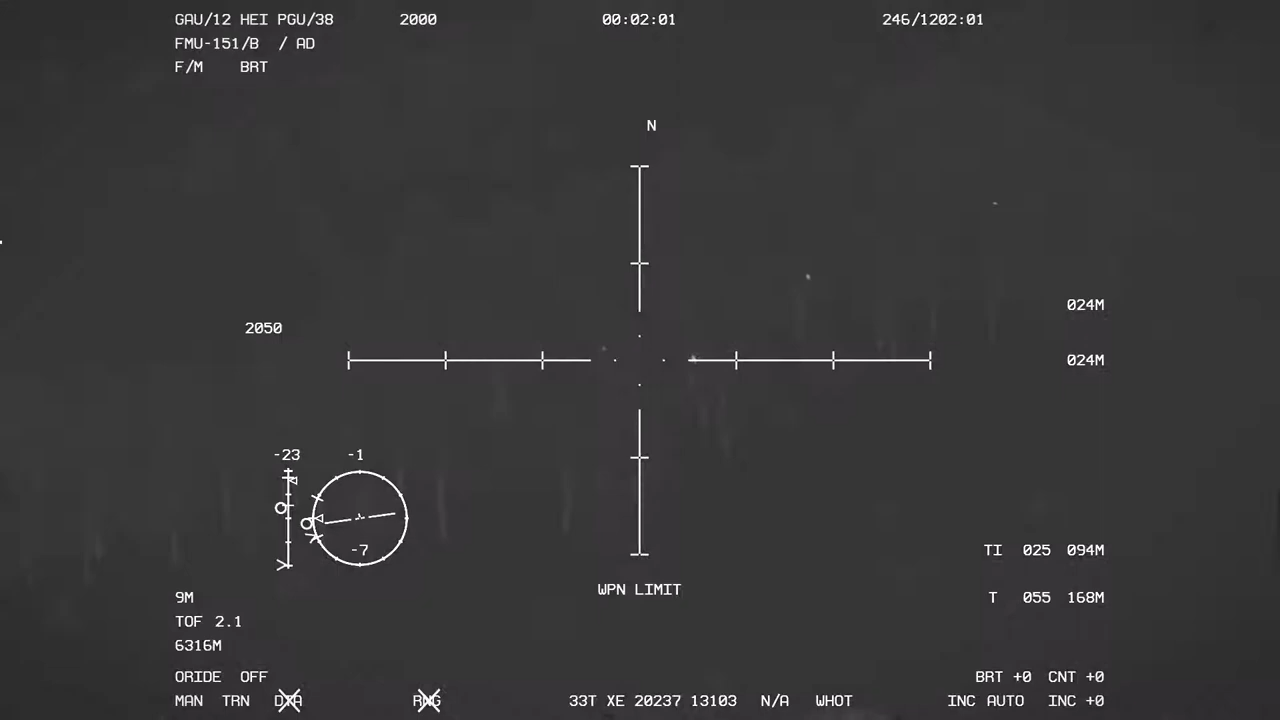 GAU/12 HEI PGU/38 2000 00:02:01 246/1202:01
FMU-151/B / AD
F/M BRT
N
024M
2050
024M
-23 -1
-7
TI 025 094M
WPN LIMIT
9M
T 055 168M
TOF 2.1
6316M
ORIDE OFF
BRT +0 CNT +0
MAN TRN DTA RNG 33T XE 20237 13103 N/A WHOT INC AUTO INC +0